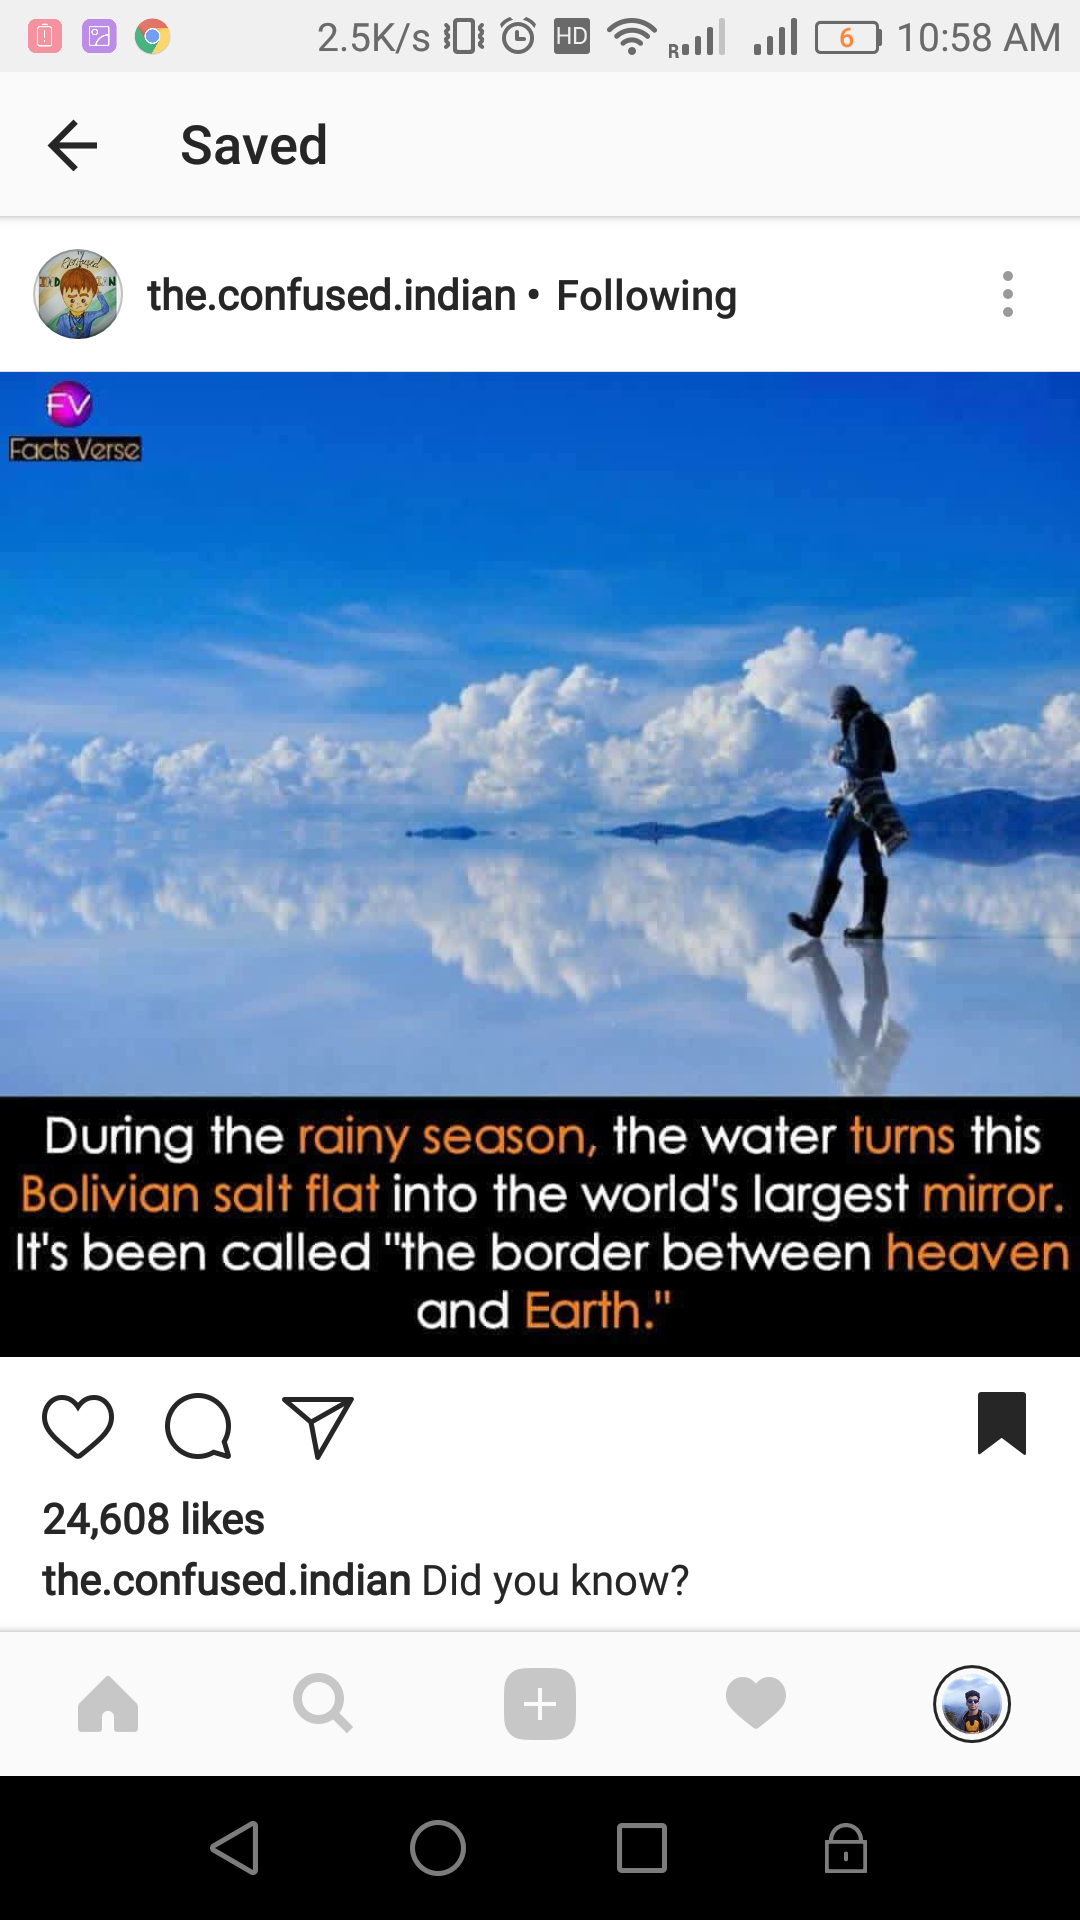 2.5K/s HD R 6 10:58 AM
Saved
the.confused.indian • Following
FV
Facts Verse
During the rainy season, the water turns this
Bolivian salt flat into the world's largest mirror.
It's been called "the border between heaven
and Earth."
24,608 likes
the.confused.indian Did you know?